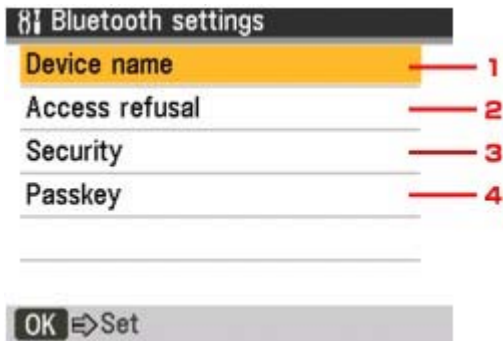 Bluetooth settings
Device name 1
Access refusal 2
Security 3
Passkey 4
OK Set